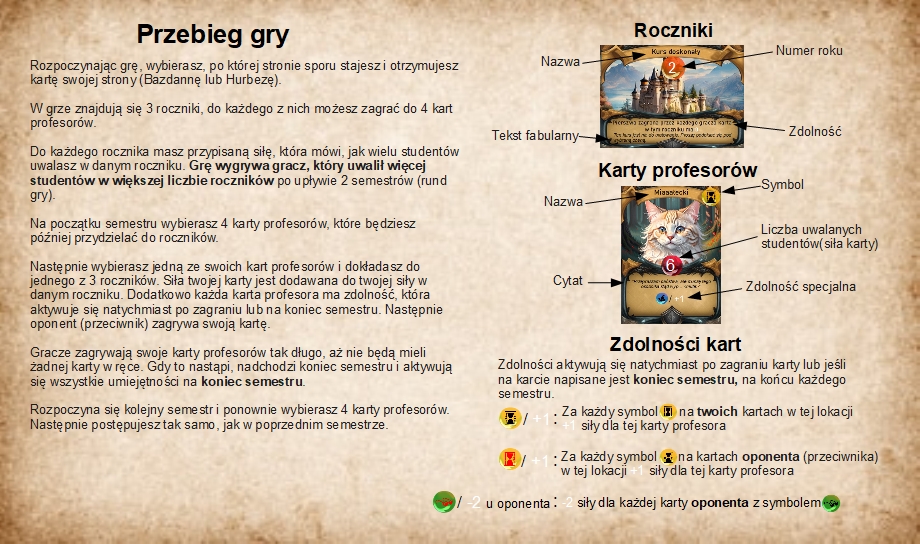 Przebieg gry
Rozpoczynając grę, wybierasz, po której stronie sporu stajesz i otrzymujesz
kartę swojej strony (Bazdannę lub Hurbezę).
W grze znajdują się 3 roczniki, do każdego z nich możesz zagrać do 4 kart
profesorów.
Do każdego rocznika masz przypisaną siłę, która mówi, jak wielu studentów
uwalasz w danym roczniku. Grę wygrywa gracz, który uwalił więcej
studentów w większej liczbie roczników po upływie 2 semestrów (rund
gry).
Na początku semestru wybierasz 4 karty profesorów, które będziesz
później przydzielać do roczników.
Następnie wybierasz jedną ze swoich kart profesorów i dokładasz do
jednego z 3 roczników. Siła twojej karty jest dodawana do twojej siły w
danym roczniku. Dodatkowo każda karta profesora ma zdolność, która
aktywuje się natychmiast po zagraniu lub na koniec semestru. Następnie
oponent (przeciwnik) zagrywa swoją kartę.
Gracze zagrywają swoje karty profesorów tak długo, aż nie będą mieli
żadnej karty w ręce. Gdy to nastąpi, nadchodzi koniec semestru i aktywują
się wszystkie umiejętności na koniec semestru.
Rozpoczyna się kolejny semestr i ponownie wybierasz 4 karty profesorów.
Następnie postępujesz tak samo, jak w poprzednim semestrze.
Roczniki
Nazwa
Numer roku
Tekst fabularny
Zdolność
Kurs doskonały
2
Pierwsza zagrana przez każdego gracza karta
w tym roczniku ma
Karty profesorów
Nazwa
Symbol
Liczba uwalanych
studentów(siła karty)
Cytat
Zdolność specjalna
Miaaałecki
6
/ +1
Zdolności kart
Zdolności aktywują się natychmiast po zagraniu karty lub jeśli
na karcie napisane jest koniec semestru, na końcu każdego
semestru.
/ +1 : Za każdy symbol na twoich kartach w tej lokacji
+1 siły dla tej karty profesora
/ +1 : Za każdy symbol na kartach oponenta (przeciwnika)
w tej lokacji +1 siły dla tej karty profesora
/ -2 u oponenta : -2 siły dla każdej karty oponenta z symbolem